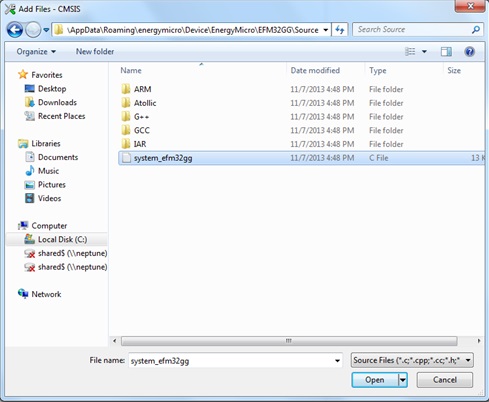 Add Files - CMSIS
\AppData\Roaming\energymicro\Device\EnergyMicro\EFM32GG\Source
Search Source
Organize
New folder
Name
Date modified
Type
Size
Favorites
Desktop
Downloads
Recent Places
Libraries
Documents
Music
Pictures
Videos
Computer
Local Disk (C:)
shared$ (\\neptune)
shared$ (\\neptune)
Network
ARM 11/7/2013 4:48 PM File folder
Atollic 11/7/2013 4:48 PM File folder
G++ 11/7/2013 4:48 PM File folder
GCC 11/7/2013 4:48 PM File folder
IAR 11/7/2013 4:48 PM File folder
system_efm32gg 11/7/2013 4:48 PM C File 13
File name: system_efm32gg
Source Files (*.c;*.cpp;*.cc;*.h;*
Open
Cancel